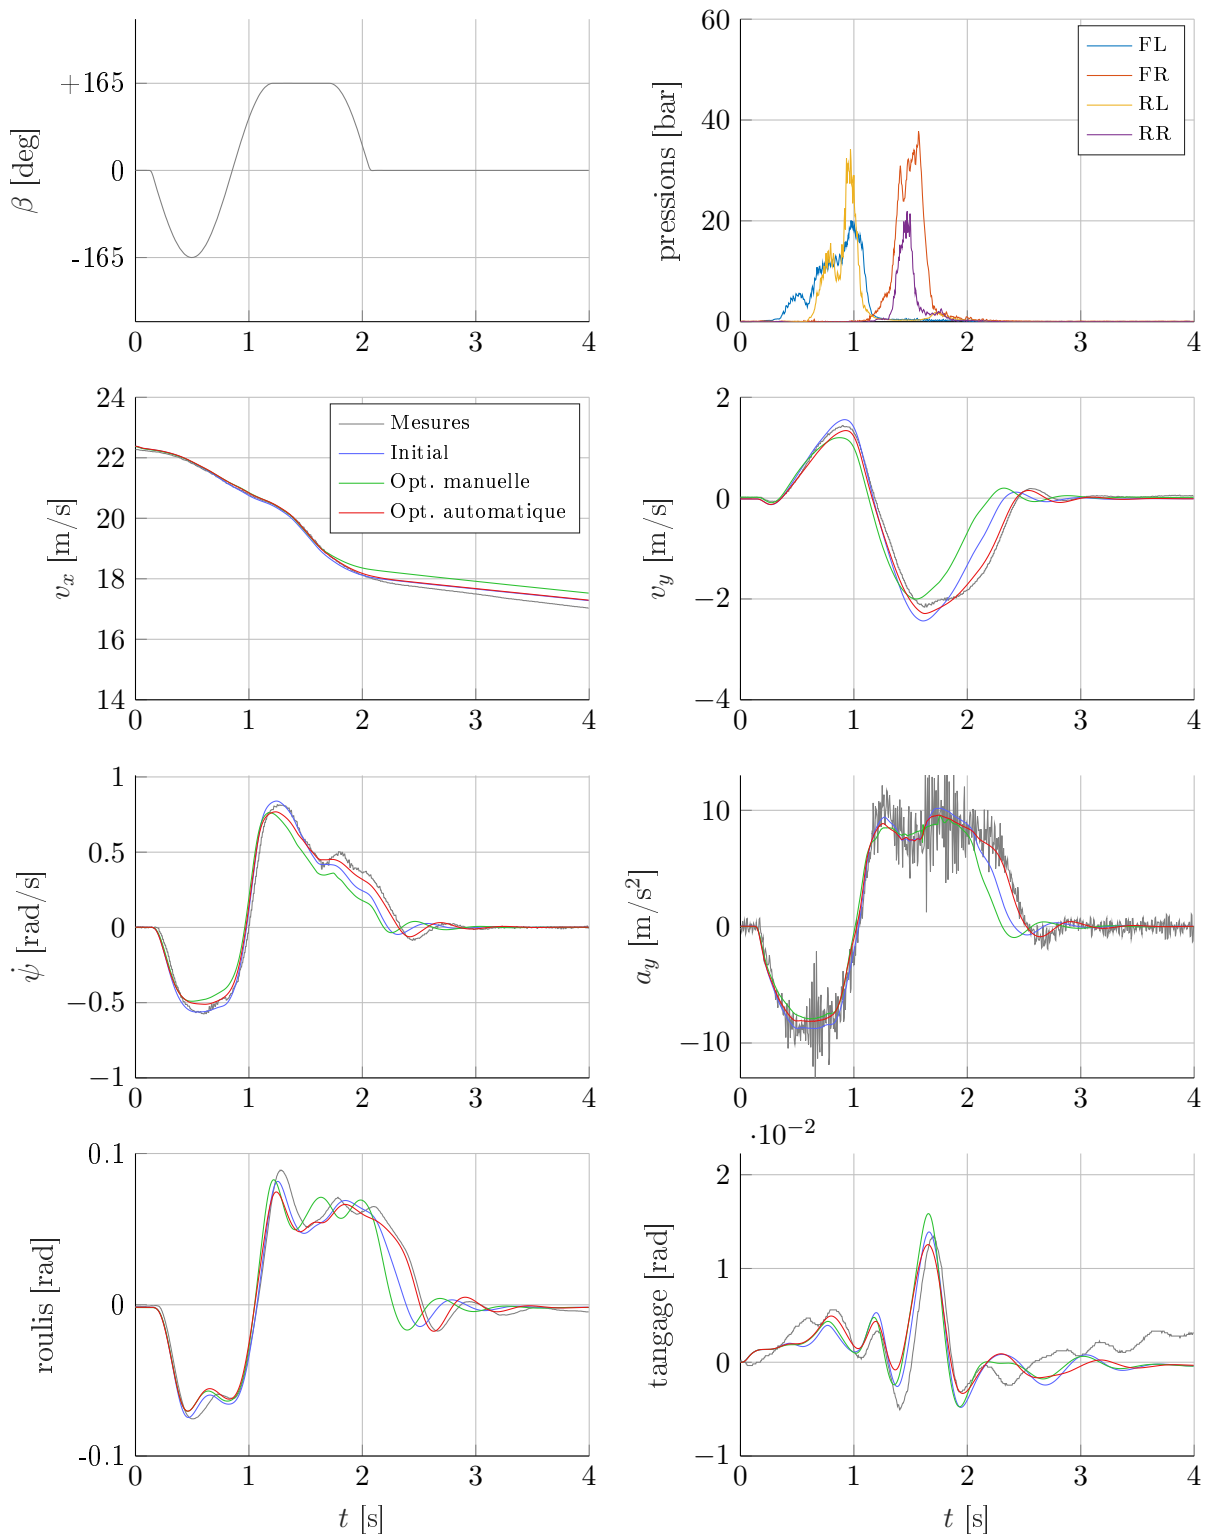 β [deg]
+165
0
-165
0 1 2 3 4
pressions [bar]
60
40
20
0
0 1 2 3 4
FL
FR
RL
RR
v_x [m/s]
24
22
20
18
16
14
0 1 2 3 4
Mesures
Initial
Opt. manuelle
Opt. automatique
v_y [m/s]
2
0
−2
−4
0 1 2 3 4
ψ̇ [rad/s]
1
0.5
0
−0.5
−1
0 1 2 3 4
a_y [m/s²]
10
0
−10
0 1 2 3 4
roulis [rad]
0.1
0
-0.1
0 1 2 3 4
t [s]
·10⁻²
tangage [rad]
2
1
0
−1
0 1 2 3 4
t [s]